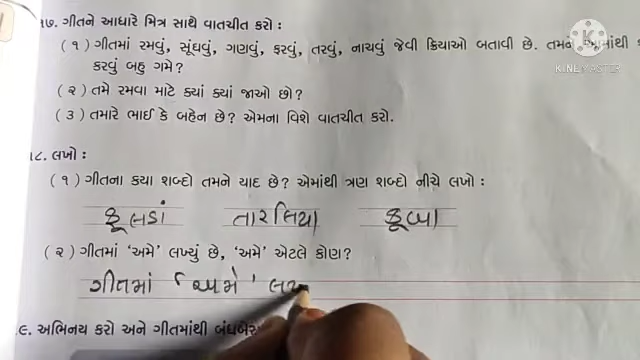 ૧૭. ગીતને આધારે મિત્ર સાથે વાતચીત કરો :
(૧) ગીતમાં રમવું, સૂંઘવું, ગણવું, ફરવું, તરવું, નાચવું જેવી ક્રિયાઓ બતાવી છે. તમને
કરવું બહુ ગમે?
(૨) તમે રમવા માટે ક્યાં ક્યાં જાઓ છો?
(૩) તમારે ભાઈ કે બહેન છે? એમના વિશે વાતચીત કરો.
૧૮. લખો :
(૧) ગીતના કયા શબ્દો તમને યાદ છે? એમાંથી ત્રણ શબ્દો નીચે લખો :
ફૂલડાં તારલિયા કૂવા
(૨) ગીતમાં 'અમે' લખ્યું છે, 'અમે' એટલે કોણ?
ગીતમાં 'અમે'
૯. અભિનય કરો અને ગીતમાંથી
KINEMASTER